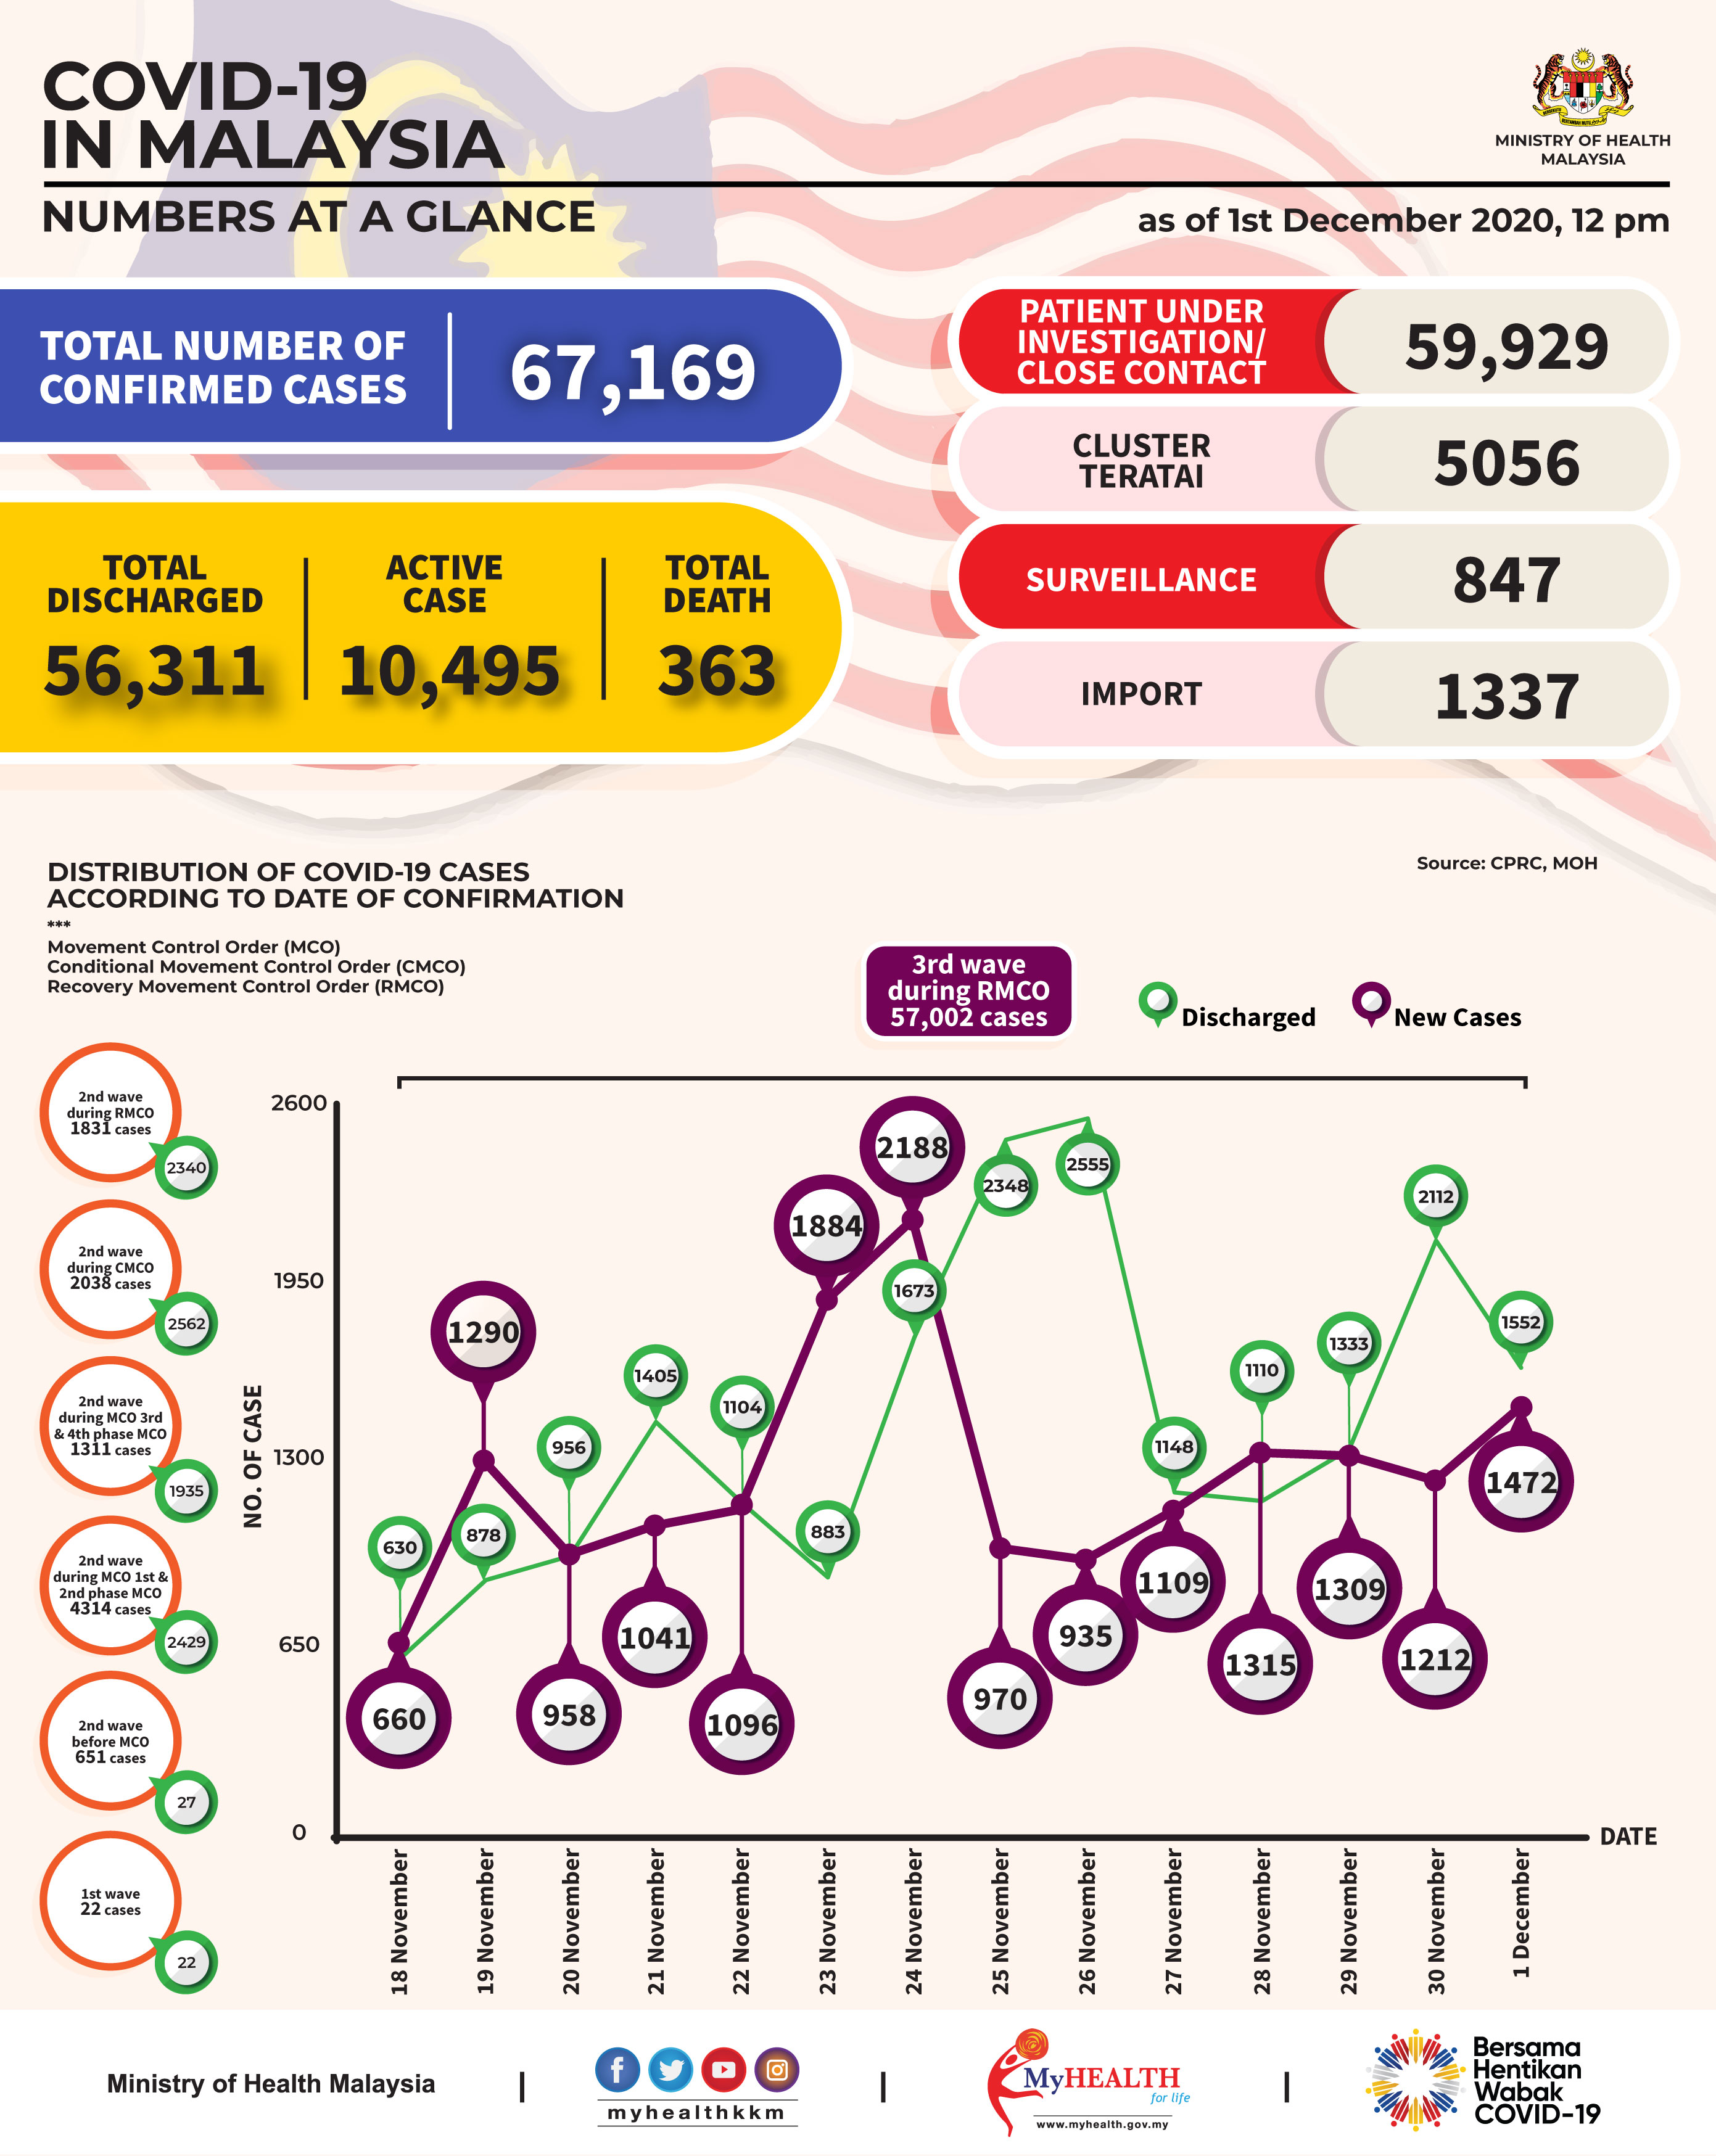 COVID-19
IN MALAYSIA
MINISTRY OF HEALTH
MALAYSIA
NUMBERS AT A GLANCE
as of 1st December 2020, 12 pm
TOTAL NUMBER OF
CONFIRMED CASES
67,169
TOTAL
DISCHARGED
56,311
ACTIVE
CASE
10,495
TOTAL
DEATH
363
PATIENT UNDER
INVESTIGATION/
CLOSE CONTACT
59,929
CLUSTER
TERATAI
5056
SURVEILLANCE
847
IMPORT
1337
DISTRIBUTION OF COVID-19 CASES
ACCORDING TO DATE OF CONFIRMATION
***
Movement Control Order (MCO)
Conditional Movement Control Order (CMCO)
Recovery Movement Control Order (RMCO)
Source: CPRC, MOH
3rd wave
during RMCO
57,002 cases
Discharged
New Cases
2nd wave
during RMCO
1831 cases
2340
2nd wave
during CMCO
2038 cases
2562
2nd wave
during MCO 3rd
& 4th phase MCO
1311 cases
1935
2nd wave
during MCO 1st &
2nd phase MCO
4314 cases
2429
2nd wave
before MCO
651 cases
27
1st wave
22 cases
22
NO. OF CASE
2600
1950
1300
650
0
630
878
956
1405
1104
883
1673
2348
2555
1148
1110
1333
2112
1552
660
1290
958
1041
1096
1884
2188
970
935
1109
1315
1309
1212
1472
DATE
18 November
19 November
20 November
21 November
22 November
23 November
24 November
25 November
26 November
27 November
28 November
29 November
30 November
1 December
Ministry of Health Malaysia
myhealthkkm
MyHEALTH
for life
www.myhealth.gov.my
Bersama
Hentikan
Wabak
COVID-19